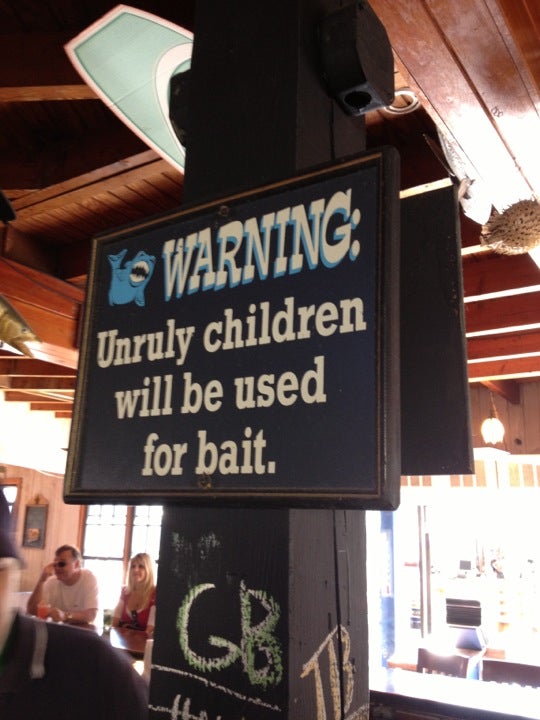 WARNING:
Unruly children
will be used
for bait.
GB